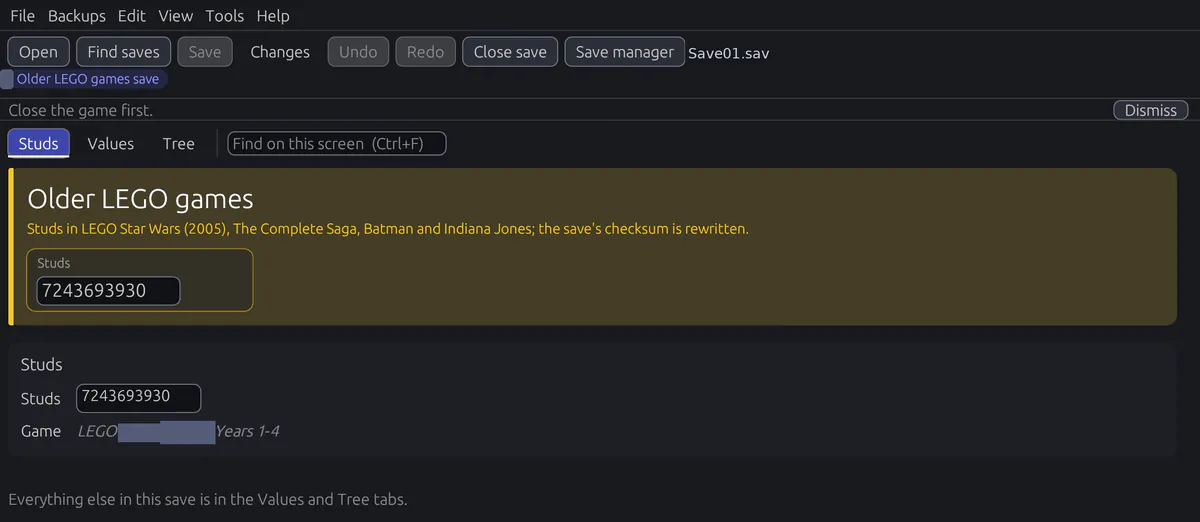 File Backups Edit View Tools Help
Open Find saves Save Changes Undo Redo Close save Save manager Save01.sav
Older LEGO games save
Close the game first. Dismiss
Studs Values Tree Find on this screen (Ctrl+F)
Older LEGO games
Studs in LEGO Star Wars (2005), The Complete Saga, Batman and Indiana Jones; the save's checksum is rewritten.
Studs
7243693930
Studs
Studs 7243693930
Game LEGO Years 1-4
Everything else in this save is in the Values and Tree tabs.